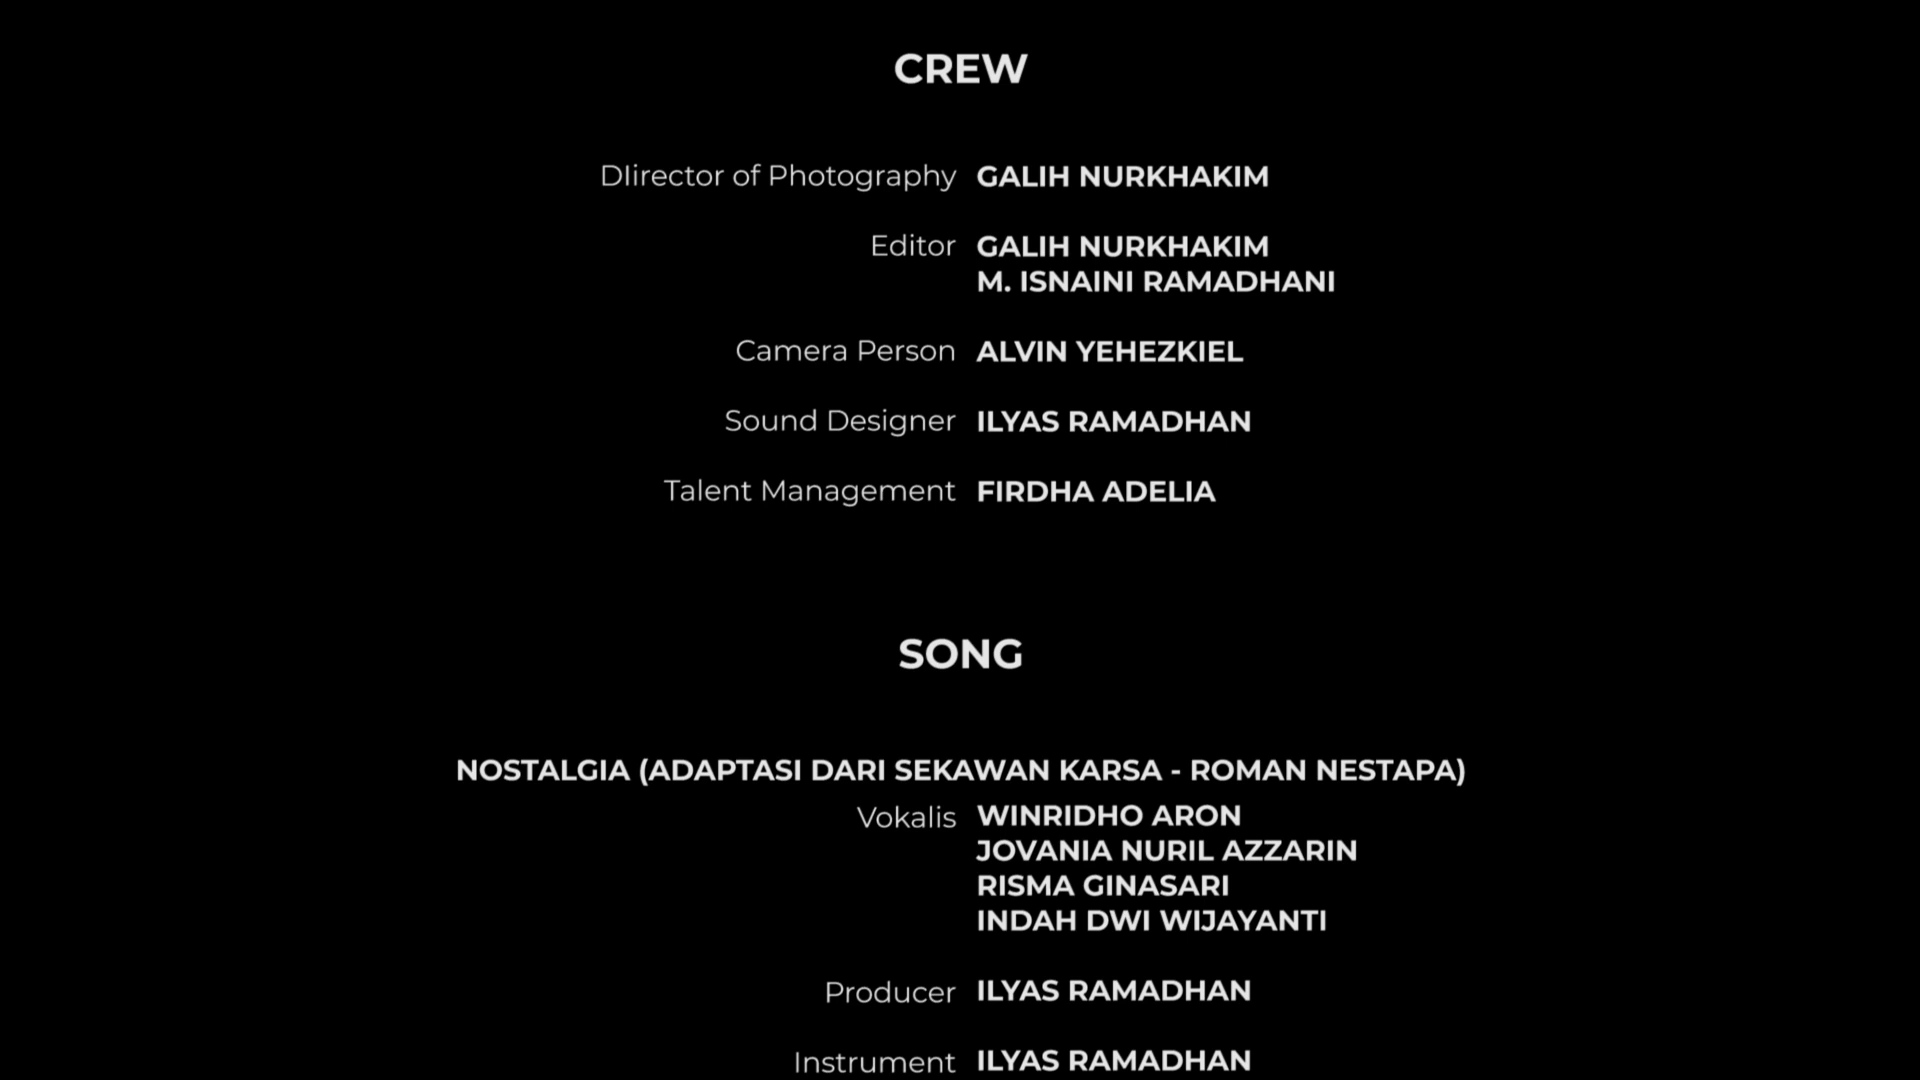 CREW
DIirector of Photography GALIH NURKHAKIM
Editor GALIH NURKHAKIM
M. ISNAINI RAMADHANI
Camera Person ALVIN YEHEZKIEL
Sound Designer ILYAS RAMADHAN
Talent Management FIRDHA ADELIA
SONG
NOSTALGIA (ADAPTASI DARI SEKAWAN KARSA - ROMAN NESTAPA)
Vokalis WINRIDHO ARON
JOVANIA NURIL AZZARIN
RISMA GINASARI
INDAH DWI WIJAYANTI
Producer ILYAS RAMADHAN
Instrument ILYAS RAMADHAN